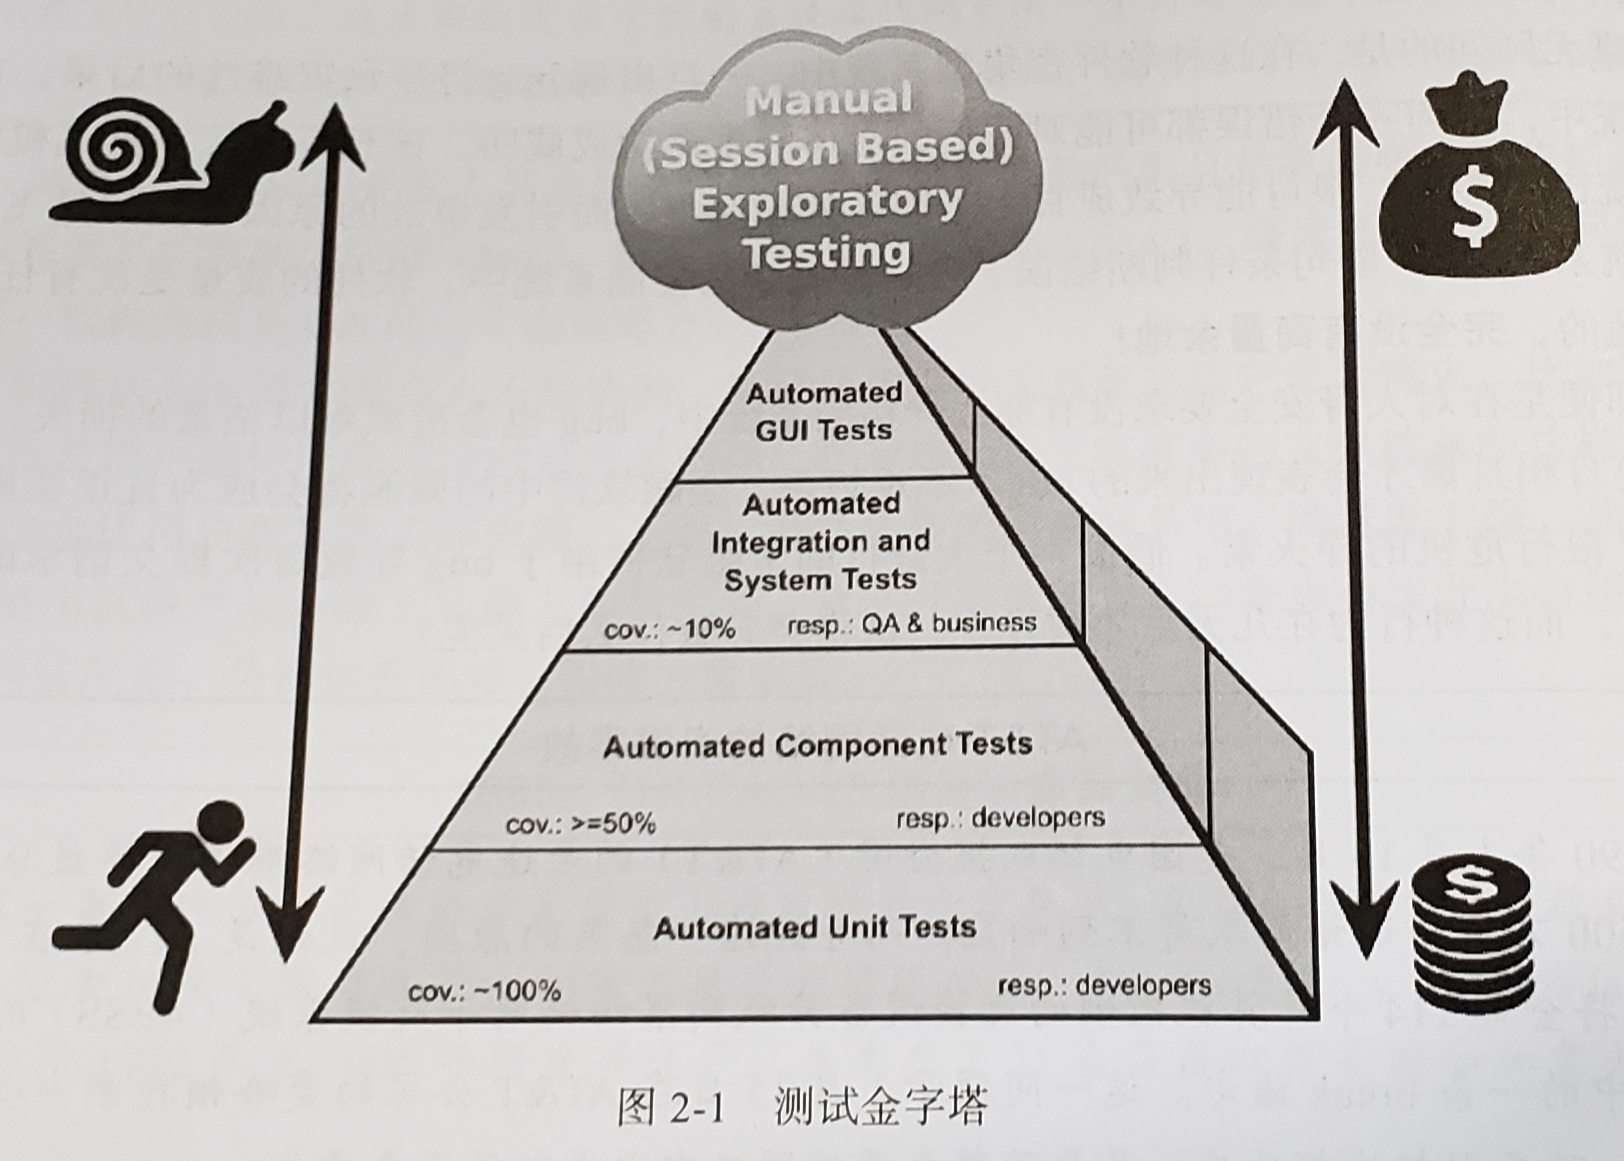 Manual
(Session Based)
Exploratory
Testing
$
Automated
GUI Tests
Automated
Integration and
System Tests
cov.: ~10% resp.: QA & business
Automated Component Tests
cov.: >=50% resp.: developers
Automated Unit Tests
cov.: ~100% resp.: developers
$
图 2-1 测试金字塔